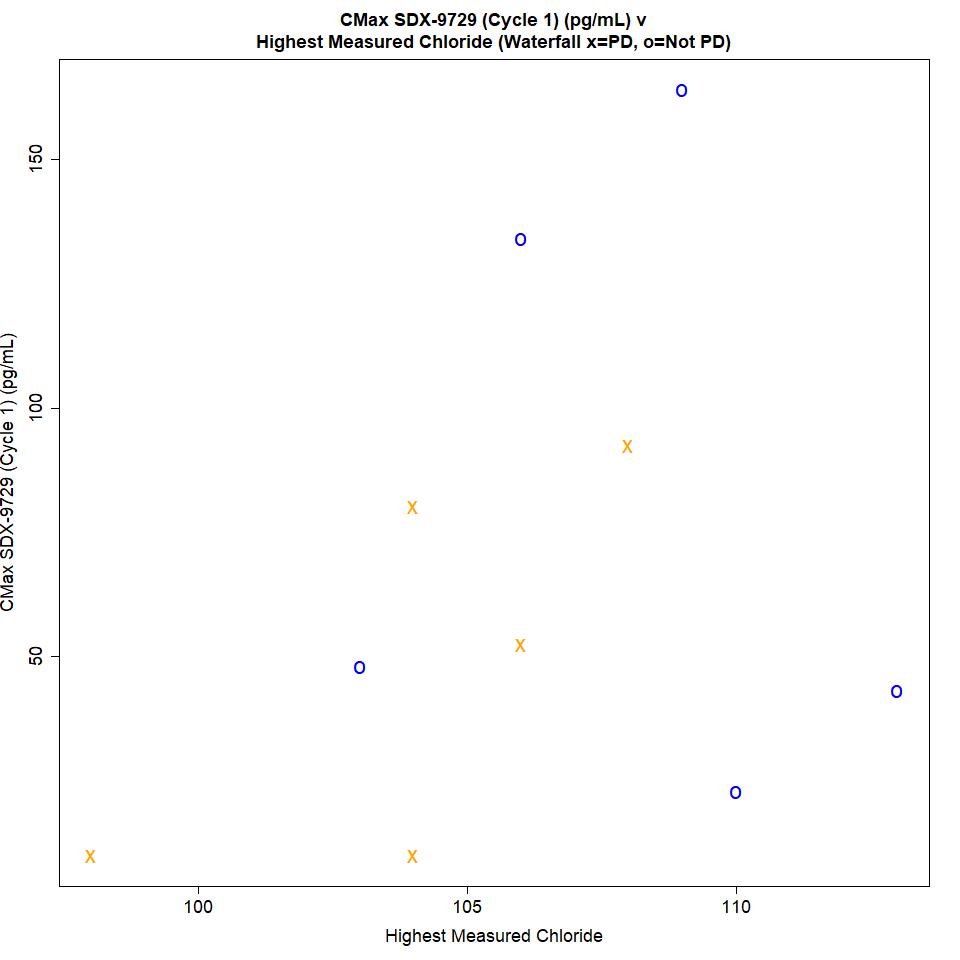 CMax SDX-9729 (Cycle 1) (pg/mL) v
Highest Measured Chloride (Waterfall x=PD, o=Not PD)
CMax SDX-9729 (Cycle 1) (pg/mL)
150
100
50
o
o
x
x
x
o
o
o
x
x
100
105
110
Highest Measured Chloride